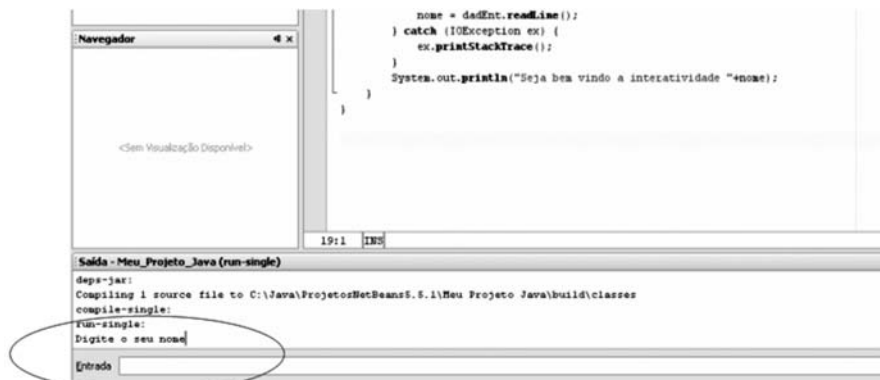 nome = dadEnt.readLine();
} catch (IOException ex) {
ex.printStackTrace();
}
System.out.println("Seja bem vindo a interatividade "+nome);
}
}
Navegador
<Sem Visualização Disponível>
19:1 INS
Saída - Meu_Projeto_Java (run-single)
deps-jar:
Compiling 1 source file to C:\Java\ProjetosNetBeans5.5.1\Meu Projeto Java\build\classes
compile-single:
run-single:
Digite o seu nome
Entrada